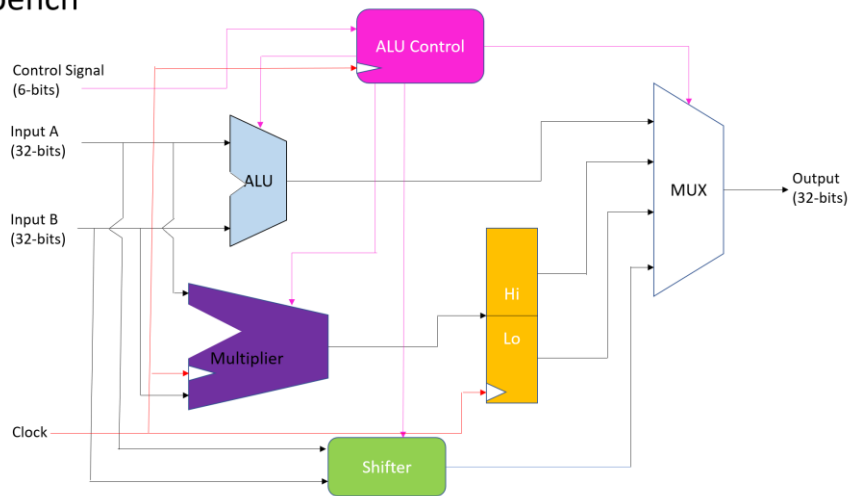 ALU Control
Control Signal
(6-bits)
Input A
(32-bits)
ALU
Input B
(32-bits)
MUX
Output
(32-bits)
Hi
Lo
Multiplier
Clock
Shifter